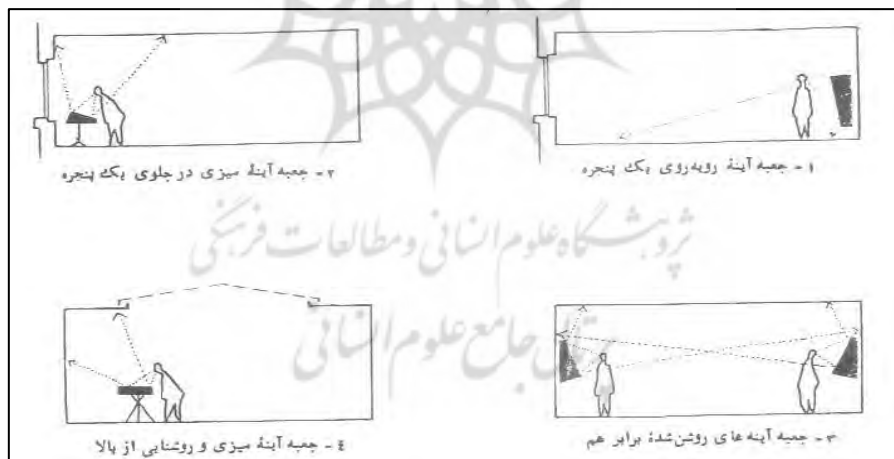 ۱ - جعبه آینهٔ روبه‌روی یک پنجره
۲ - جعبه آینهٔ میزی در جلوی یک پنجره
پژوهشگاه علوم انسانی و مطالعات فرهنگی
پرتال جامع علوم انسانی
۳ - جعبه آینه‌های روشن‌شدهٔ برابر هم
٤ - جعبه آینهٔ میزی و روشنایی از بالا